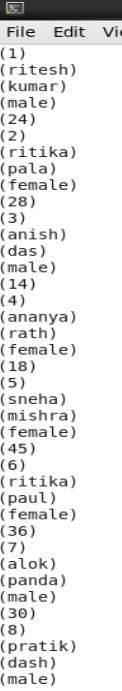 File Edit Vi
(1)
(ritesh)
(kumar)
(male)
(24)
(2)
(ritika)
(pala)
(female)
(28)
(3)
(anish)
(das)
(male)
(14)
(4)
(ananya)
(rath)
(female)
(18)
(5)
(sneha)
(mishra)
(female)
(45)
(6)
(ritika)
(paul)
(female)
(36)
(7)
(alok)
(panda)
(male)
(30)
(8)
(pratik)
(dash)
(male)